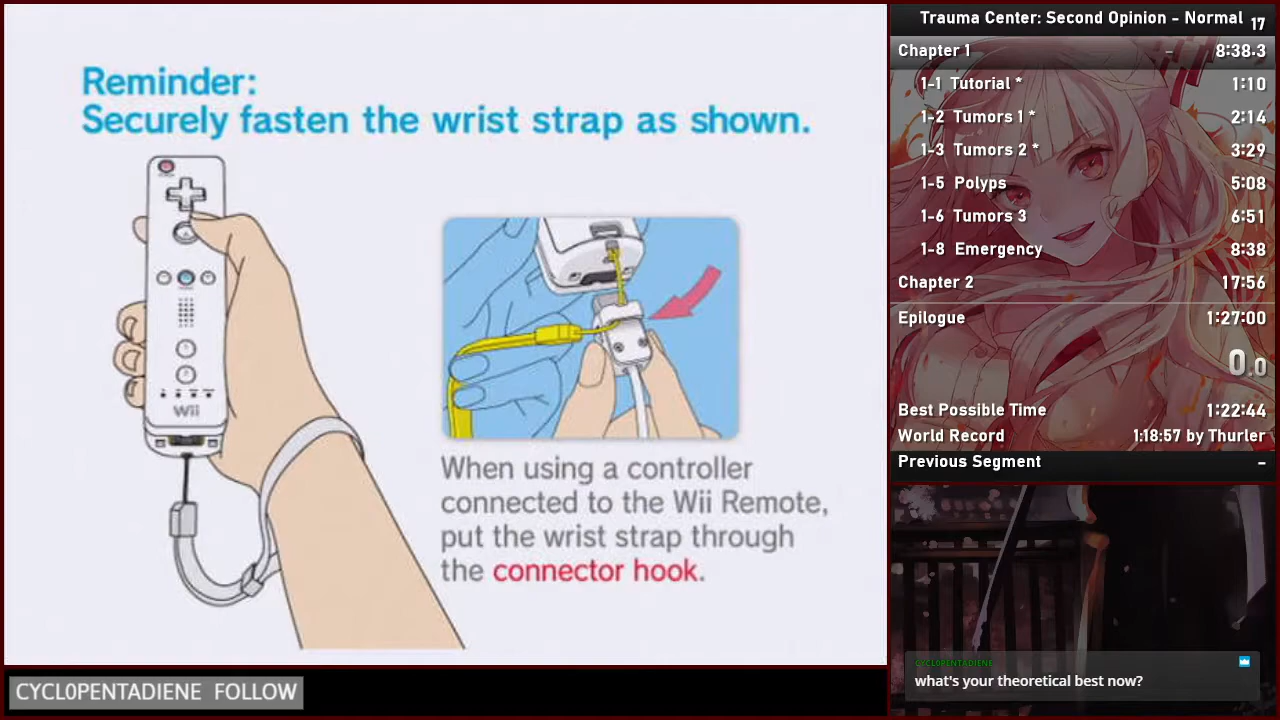 Reminder:
Securely fasten the wrist strap as shown.
Wii
When using a controller
connected to the Wii Remote,
put the wrist strap through
the connector hook.
CYCL0PENTADIENE FOLLOW
Trauma Center: Second Opinion - Normal 17
Chapter 1 – 8:38.3
1-1 Tutorial * 1:10
1-2 Tumors 1 * 2:14
1-3 Tumors 2 * 3:29
1-5 Polyps 5:08
1-6 Tumors 3 6:51
1-8 Emergency 8:38
Chapter 2 17:56
Epilogue 1:27:00
0.0
Best Possible Time 1:22:44
World Record 1:18:57 by Thurler
Previous Segment –
CYCL0PENTADIENE
what's your theoretical best now?